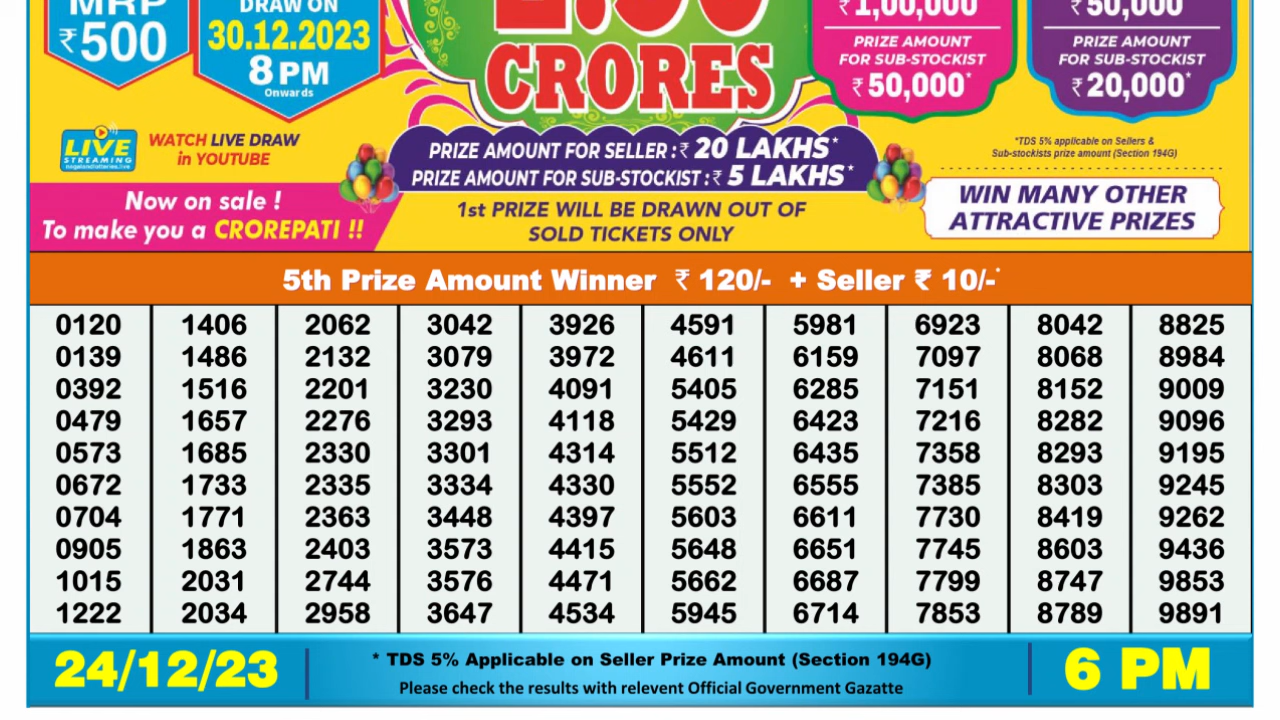 MRP
₹500
DRAW ON
30.12.2023
8 PM
Onwards
CRORES
₹1,00,000
PRIZE AMOUNT
FOR SUB-STOCKIST
₹50,000*
₹50,000
PRIZE AMOUNT
FOR SUB-STOCKIST
₹20,000*
LIVE
STREAMING
nagalandlotteries.live
WATCH LIVE DRAW
in YOUTUBE
PRIZE AMOUNT FOR SELLER :₹ 20 LAKHS*
PRIZE AMOUNT FOR SUB-STOCKIST :₹ 5 LAKHS*
*TDS 5% applicable on Sellers &
Sub-stockists prize amount (Section 194G)
Now on sale !
To make you a CROREPATI !!
1st PRIZE WILL BE DRAWN OUT OF
SOLD TICKETS ONLY
WIN MANY OTHER
ATTRACTIVE PRIZES
5th Prize Amount Winner ₹ 120/- + Seller ₹ 10/-*
0120 1406 2062 3042 3926 4591 5981 6923 8042 8825
0139 1486 2132 3079 3972 4611 6159 7097 8068 8984
0392 1516 2201 3230 4091 5405 6285 7151 8152 9009
0479 1657 2276 3293 4118 5429 6423 7216 8282 9096
0573 1685 2330 3301 4314 5512 6435 7358 8293 9195
0672 1733 2335 3334 4330 5552 6555 7385 8303 9245
0704 1771 2363 3448 4397 5603 6611 7730 8419 9262
0905 1863 2403 3573 4415 5648 6651 7745 8603 9436
1015 2031 2744 3576 4471 5662 6687 7799 8747 9853
1222 2034 2958 3647 4534 5945 6714 7853 8789 9891
24/12/23
* TDS 5% Applicable on Seller Prize Amount (Section 194G)
Please check the results with relevent Official Government Gazatte
6 PM